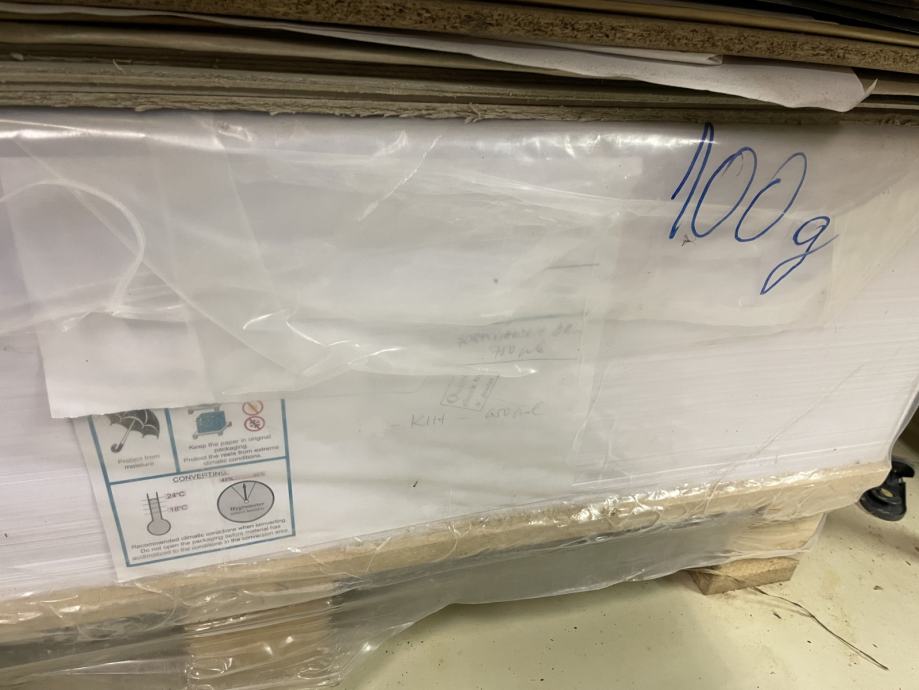 100g
KIH
Protect from
moisture
Keep the paper in original
packaging.
Protect the reels from extreme
climatic conditions.
CONVERTING
24°C
18°C
Hygrometer
Recommended climatic conditions when converting
Do not open the packaging before material has
acclimatized to the conditions in the conversion area